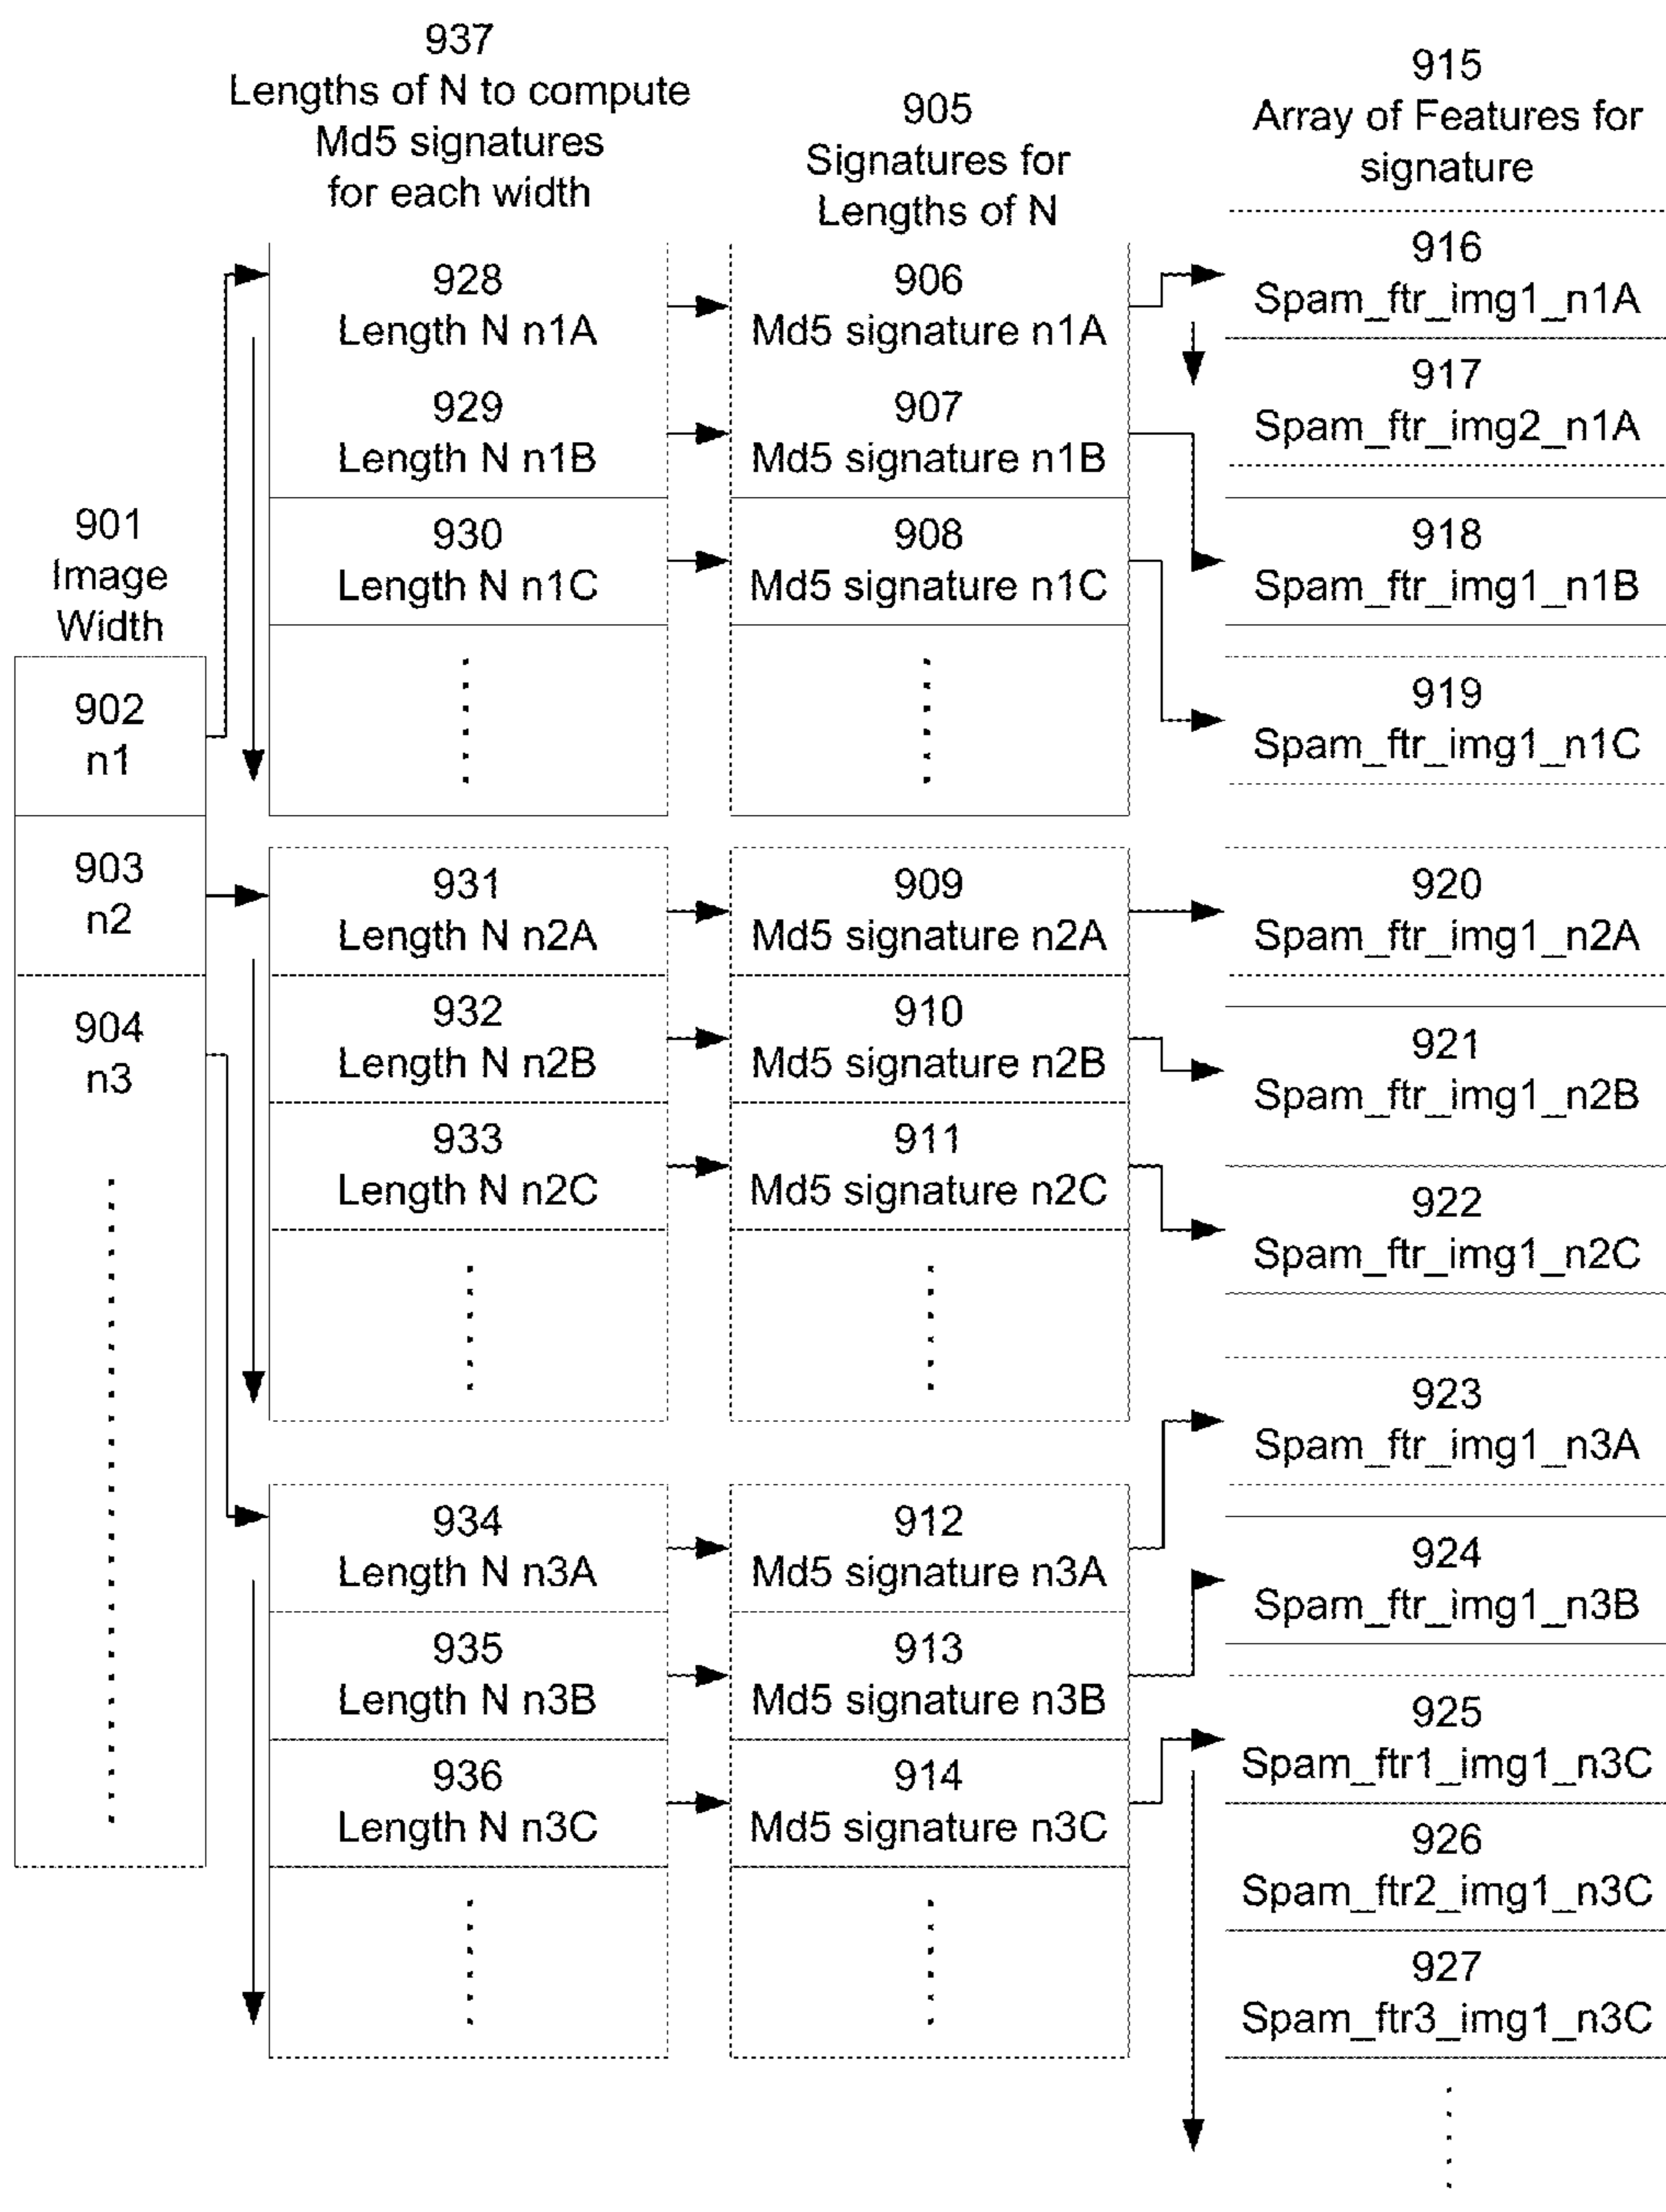 937
Lengths of N to compute
Md5 signatures
for each width
905
Signatures for
Lengths of N
915
Array of Features for
signature
901
Image
Width
902
n1
903
n2
904
n3
928
Length N n1A
929
Length N n1B
930
Length N n1C
931
Length N n2A
932
Length N n2B
933
Length N n2C
934
Length N n3A
935
Length N n3B
936
Length N n3C
906
Md5 signature n1A
907
Md5 signature n1B
908
Md5 signature n1C
909
Md5 signature n2A
910
Md5 signature n2B
911
Md5 signature n2C
912
Md5 signature n3A
913
Md5 signature n3B
914
Md5 signature n3C
916
Spam_ftr_img1_n1A
917
Spam_ftr_img2_n1A
918
Spam_ftr_img1_n1B
919
Spam_ftr_img1_n1C
920
Spam_ftr_img1_n2A
921
Spam_ftr_img1_n2B
922
Spam_ftr_img1_n2C
923
Spam_ftr_img1_n3A
924
Spam_ftr_img1_n3B
925
Spam_ftr1_img1_n3C
926
Spam_ftr2_img1_n3C
927
Spam_ftr3_img1_n3C